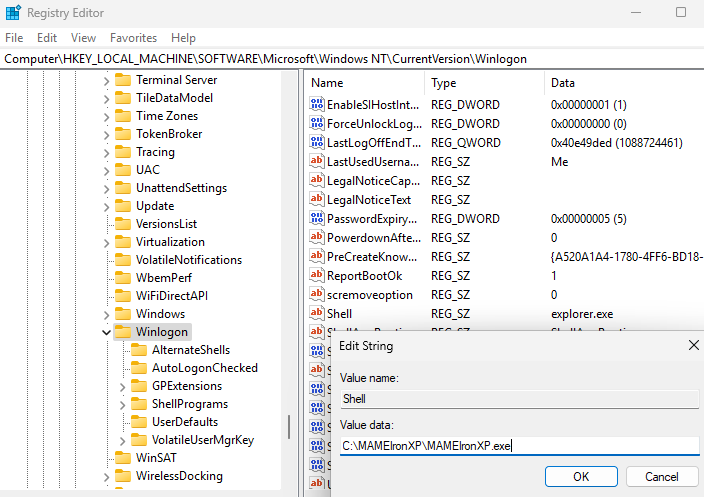 Registry Editor
File Edit View Favorites Help
Computer\HKEY_LOCAL_MACHINE\SOFTWARE\Microsoft\Windows NT\CurrentVersion\Winlogon
Terminal Server
TileDataModel
Time Zones
TokenBroker
Tracing
UAC
UnattendSettings
Update
VersionsList
Virtualization
VolatileNotifications
WbemPerf
WiFiDirectAPI
Windows
Winlogon
AlternateShells
AutoLogonChecked
GPExtensions
ShellPrograms
UserDefaults
VolatileUserMgrKey
WinSAT
WirelessDocking
Name Type Data
EnableSIHostInt... REG_DWORD 0x00000001 (1)
ForceUnlockLog... REG_DWORD 0x00000000 (0)
LastLogOffEndT... REG_QWORD 0x40e49ded (1088724461)
LastUsedUserna... REG_SZ Me
LegalNoticeCap... REG_SZ
LegalNoticeText REG_SZ
PasswordExpiry... REG_DWORD 0x00000005 (5)
PowerdownAfte... REG_SZ 0
PreCreateKnow... REG_SZ {A520A1A4-1780-4FF6-BD18-
ReportBootOk REG_SZ 1
scremoveoption REG_SZ 0
Shell REG_SZ explorer.exe
Edit String
Value name:
Shell
Value data:
C:\MAMEIronXP\MAMEIronXP.exe
OK Cancel